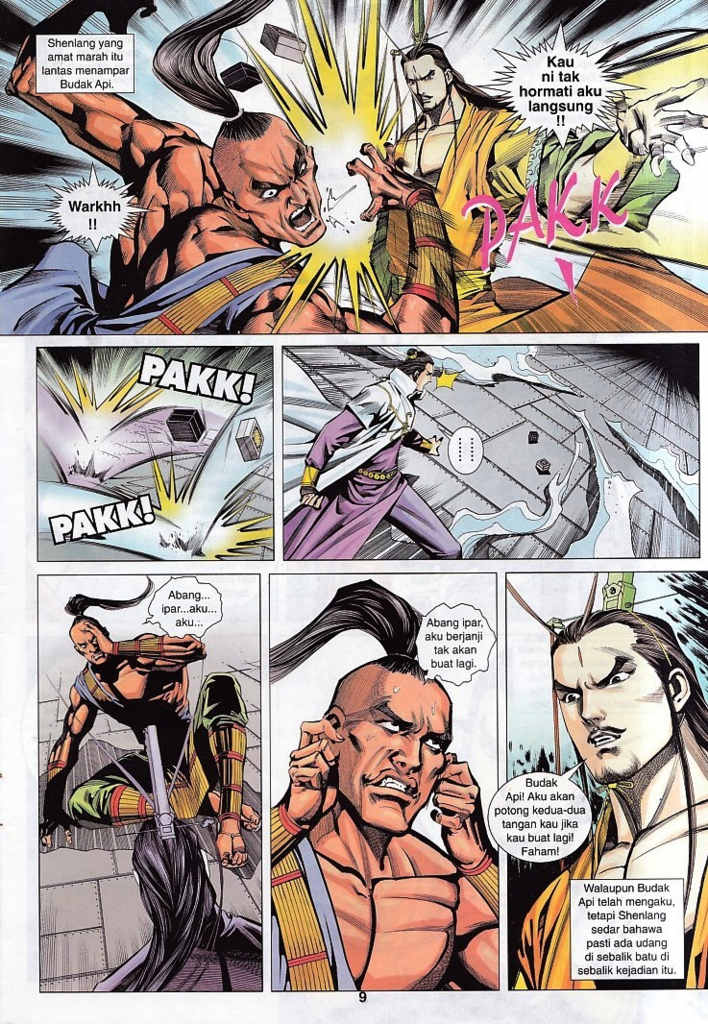 Shenlang yang
amat marah itu
lantas menampar
Budak Api.
Kau
ni tak
hormati aku
langsung
!!
Warkhh
!!
PAKK
!
PAKK!
PAKK!
Abang...
ipar...aku...
aku...
Abang ipar,
aku berjanji
tak akan
buat lagi.
Budak
Api! Aku akan
potong kedua-dua
tangan kau jika
kau buat lagi!
Faham!
Walaupun Budak
Api telah mengaku,
tetapi Shenlang
sedar bahawa
pasti ada udang
di sebalik batu di
sebalik kejadian itu.
9